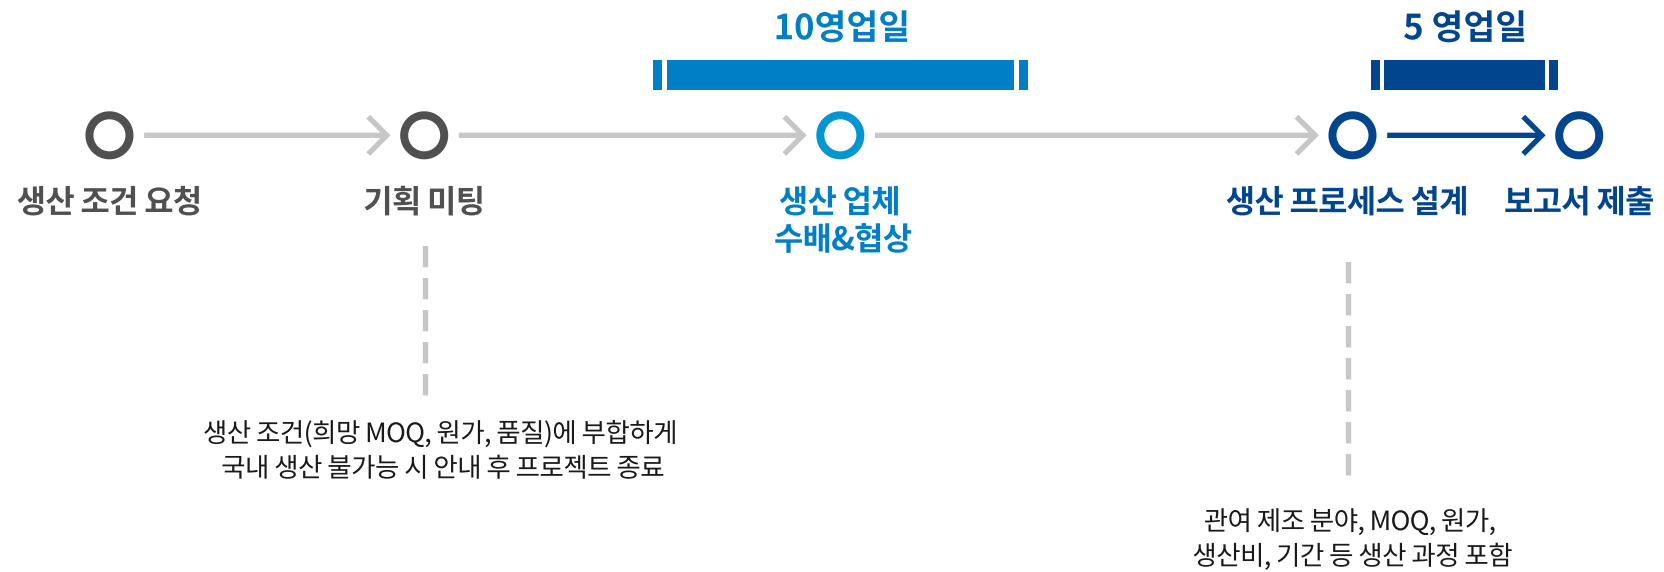 10영업일
5 영업일
생산 조건 요청
기획 미팅
생산 업체
수배&협상
생산 프로세스 설계
보고서 제출
생산 조건(희망 MOQ, 원가, 품질)에 부합하게
국내 생산 불가능 시 안내 후 프로젝트 종료
관여 제조 분야, MOQ, 원가,
생산비, 기간 등 생산 과정 포함